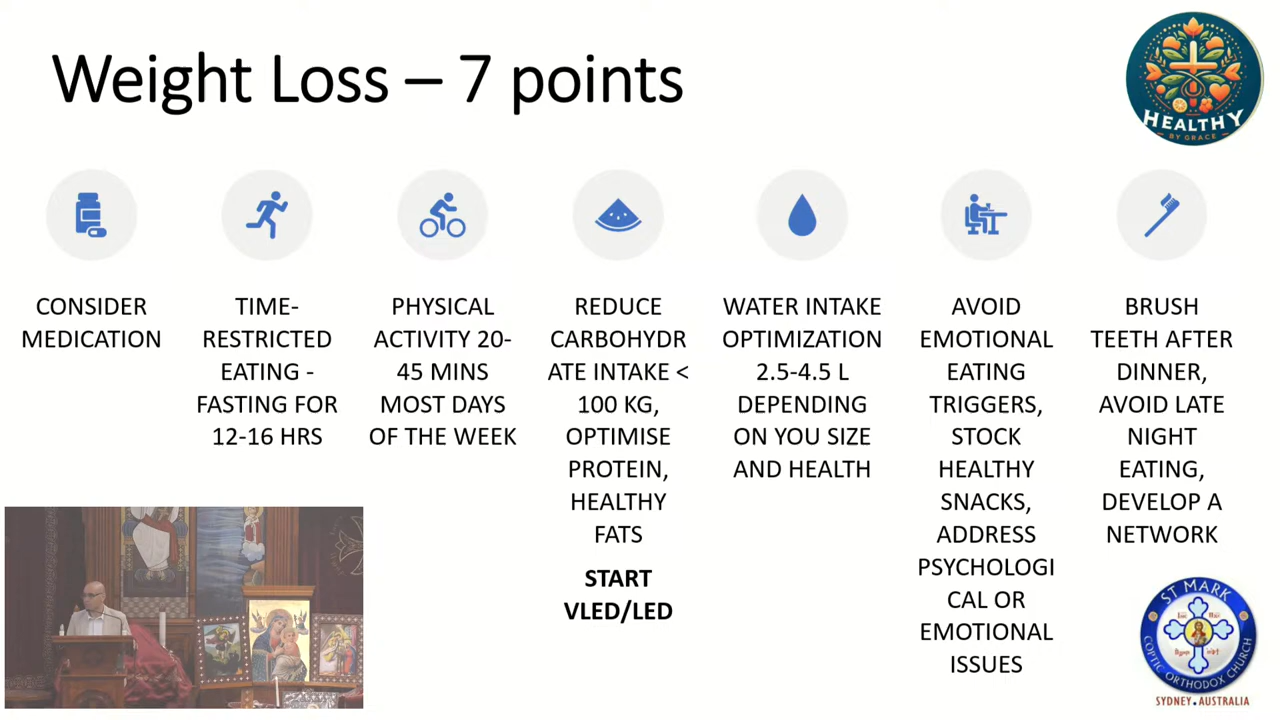 Weight Loss – 7 points
HEALTHY
BY GRACE
CONSIDER
MEDICATION
TIME-
RESTRICTED
EATING -
FASTING FOR
12-16 HRS
PHYSICAL
ACTIVITY 20-
45 MINS
MOST DAYS
OF THE WEEK
REDUCE
CARBOHYDR
ATE INTAKE <
100 KG,
OPTIMISE
PROTEIN,
HEALTHY
FATS
START
VLED/LED
WATER INTAKE
OPTIMIZATION
2.5-4.5 L
DEPENDING
ON YOU SIZE
AND HEALTH
AVOID
EMOTIONAL
EATING
TRIGGERS,
STOCK
HEALTHY
SNACKS,
ADDRESS
PSYCHOLOGI
CAL OR
EMOTIONAL
ISSUES
BRUSH
TEETH AFTER
DINNER,
AVOID LATE
NIGHT
EATING,
DEVELOP A
NETWORK
ST MARK
COPTIC ORTHODOX CHURCH
SYDNEY.AUSTRALIA